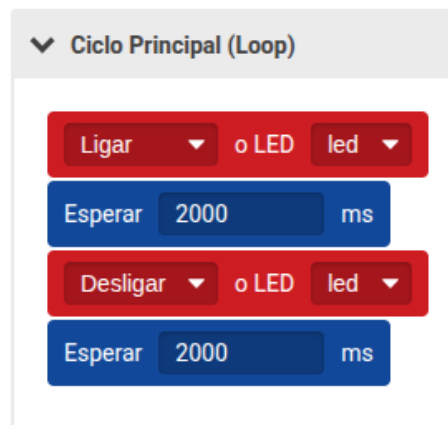 Ciclo Principal (Loop)
Ligar o LED led
Esperar 2000 ms
Desligar o LED led
Esperar 2000 ms